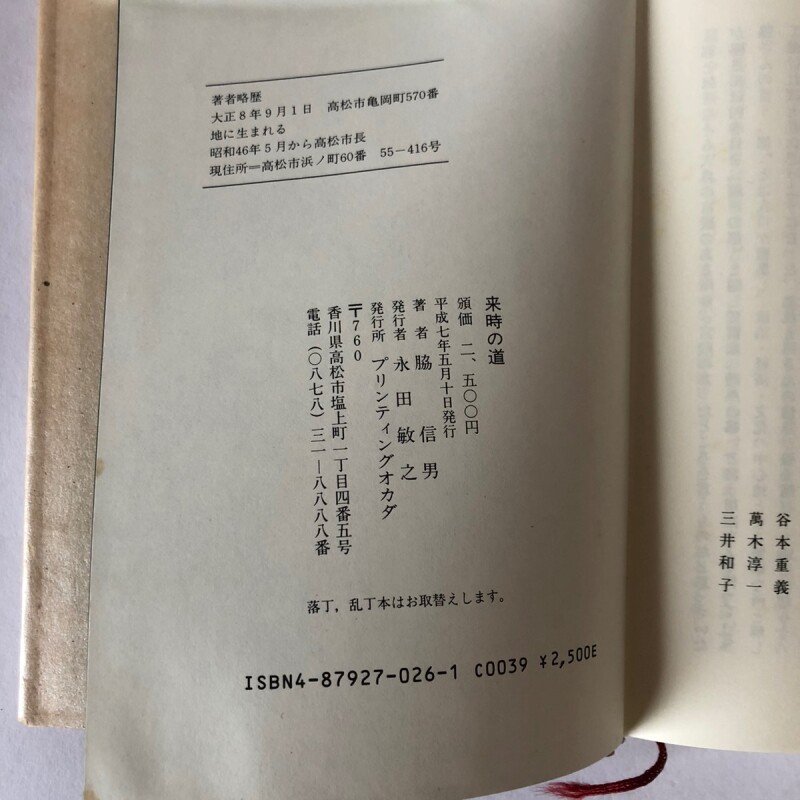 著者略歴
大正8年9月1日　高松市亀岡町570番
地に生まれる
昭和46年5月から高松市長
現住所＝高松市浜ノ町60番　55－416号
来時の道
頒価　二、五〇〇円
平成七年五月十日発行
著　者　脇　信　男
発行者　永　田　敏　之
発行所　プリンティングオカダ
〒760
香川県高松市塩上町一丁目四番五号
電話（〇八七八）三一―八八八八番
落丁，乱丁本はお取替えします。
ISBN4-87927-026-1 C0039 ￥2,500E
谷本重義
萬木淳一
三井和子